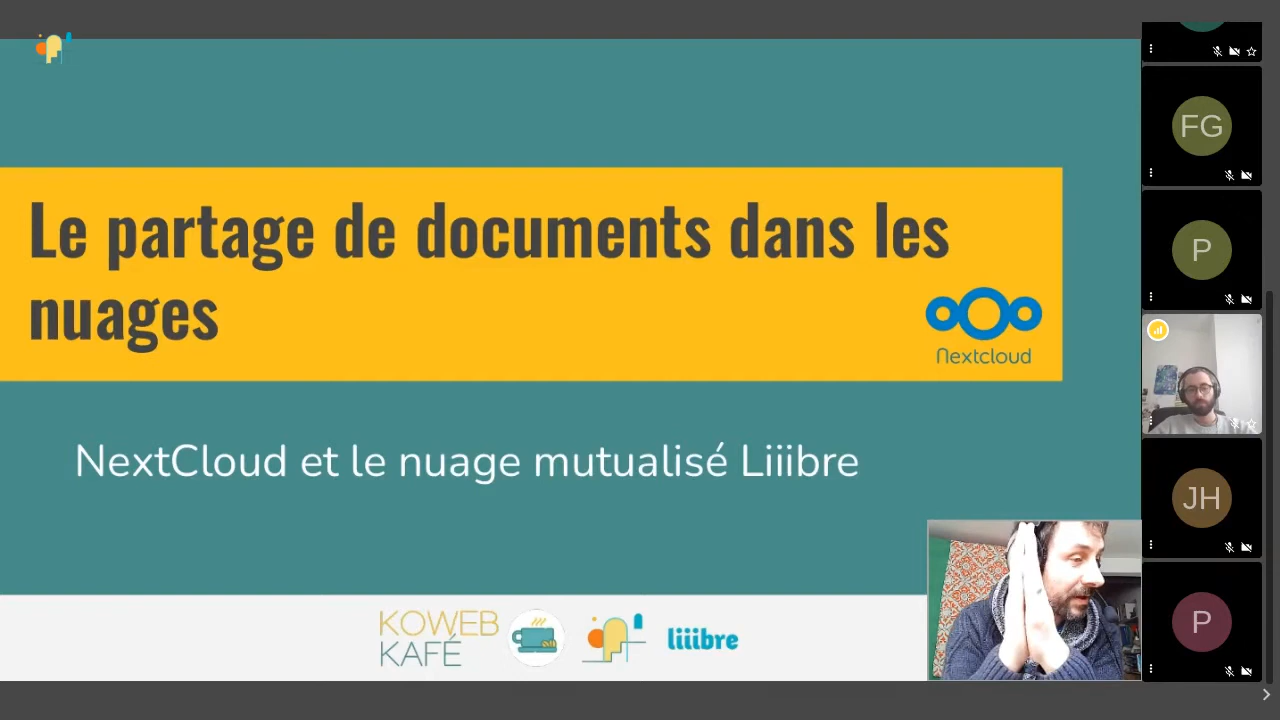 Le partage de documents dans les
nuages
Nextcloud
NextCloud et le nuage mutualisé Liiibre
KOWEB
KAFÉ
liiibre
FG
P
JH
P